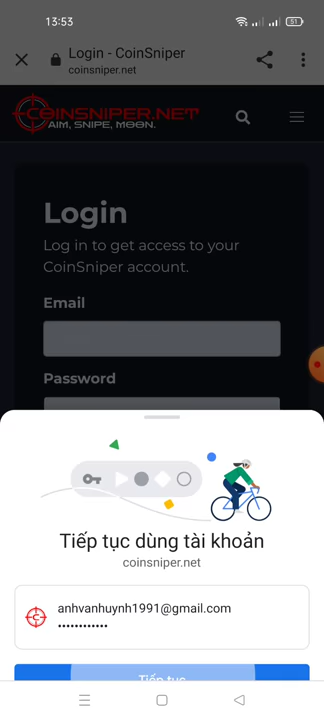 13:53
51
Login - CoinSniper
coinsniper.net
COINSNIPER.NET
AIM, SNIPE, MOON.
Login
Log in to get access to your
CoinSniper account.
Email
Password
Tiếp tục dùng tài khoản
coinsniper.net
anhvanhuynh1991@gmail.com
••••••••••••
Tiếp tục